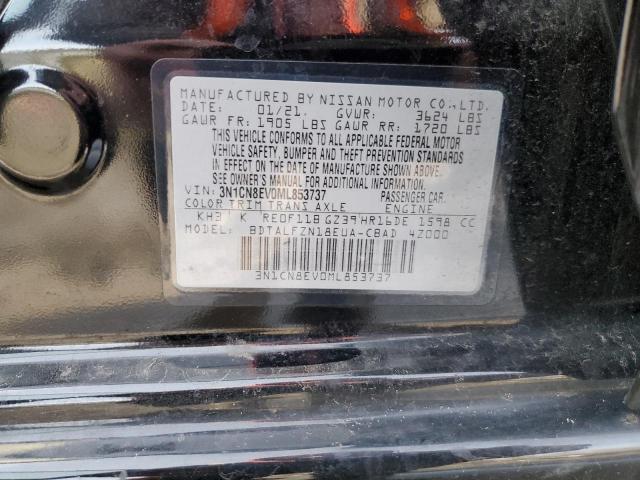 MANUFACTURED BY NISSAN MOTOR CO.,LTD.
DATE: 01/21. GVWR: 3624 LBS
GAWR FR: 1905 LBS GAWR RR: 1720 LBS
THIS VEHICLE CONFORMS TO ALL APPLICABLE FEDERAL MOTOR
VEHICLE SAFETY, BUMPER AND THEFT PREVENTION STANDARDS
IN EFFECT ON THE DATE OF MANUFACTURE SHOWN ABOVE.
SEE OWNER'S MANUAL FOR ADDITIONAL INFORMATION
VIN: 3N1CN8EV0ML853737 PASSENGER CAR.
COLOR TRIM TRANS AXLE ENGINE
KH3 K RE0F11B GZ39 HR16DE 1598 CC
MODEL: BDTALFZN18EUA-CBAD 4Z000
3N1CN8EV0ML853737